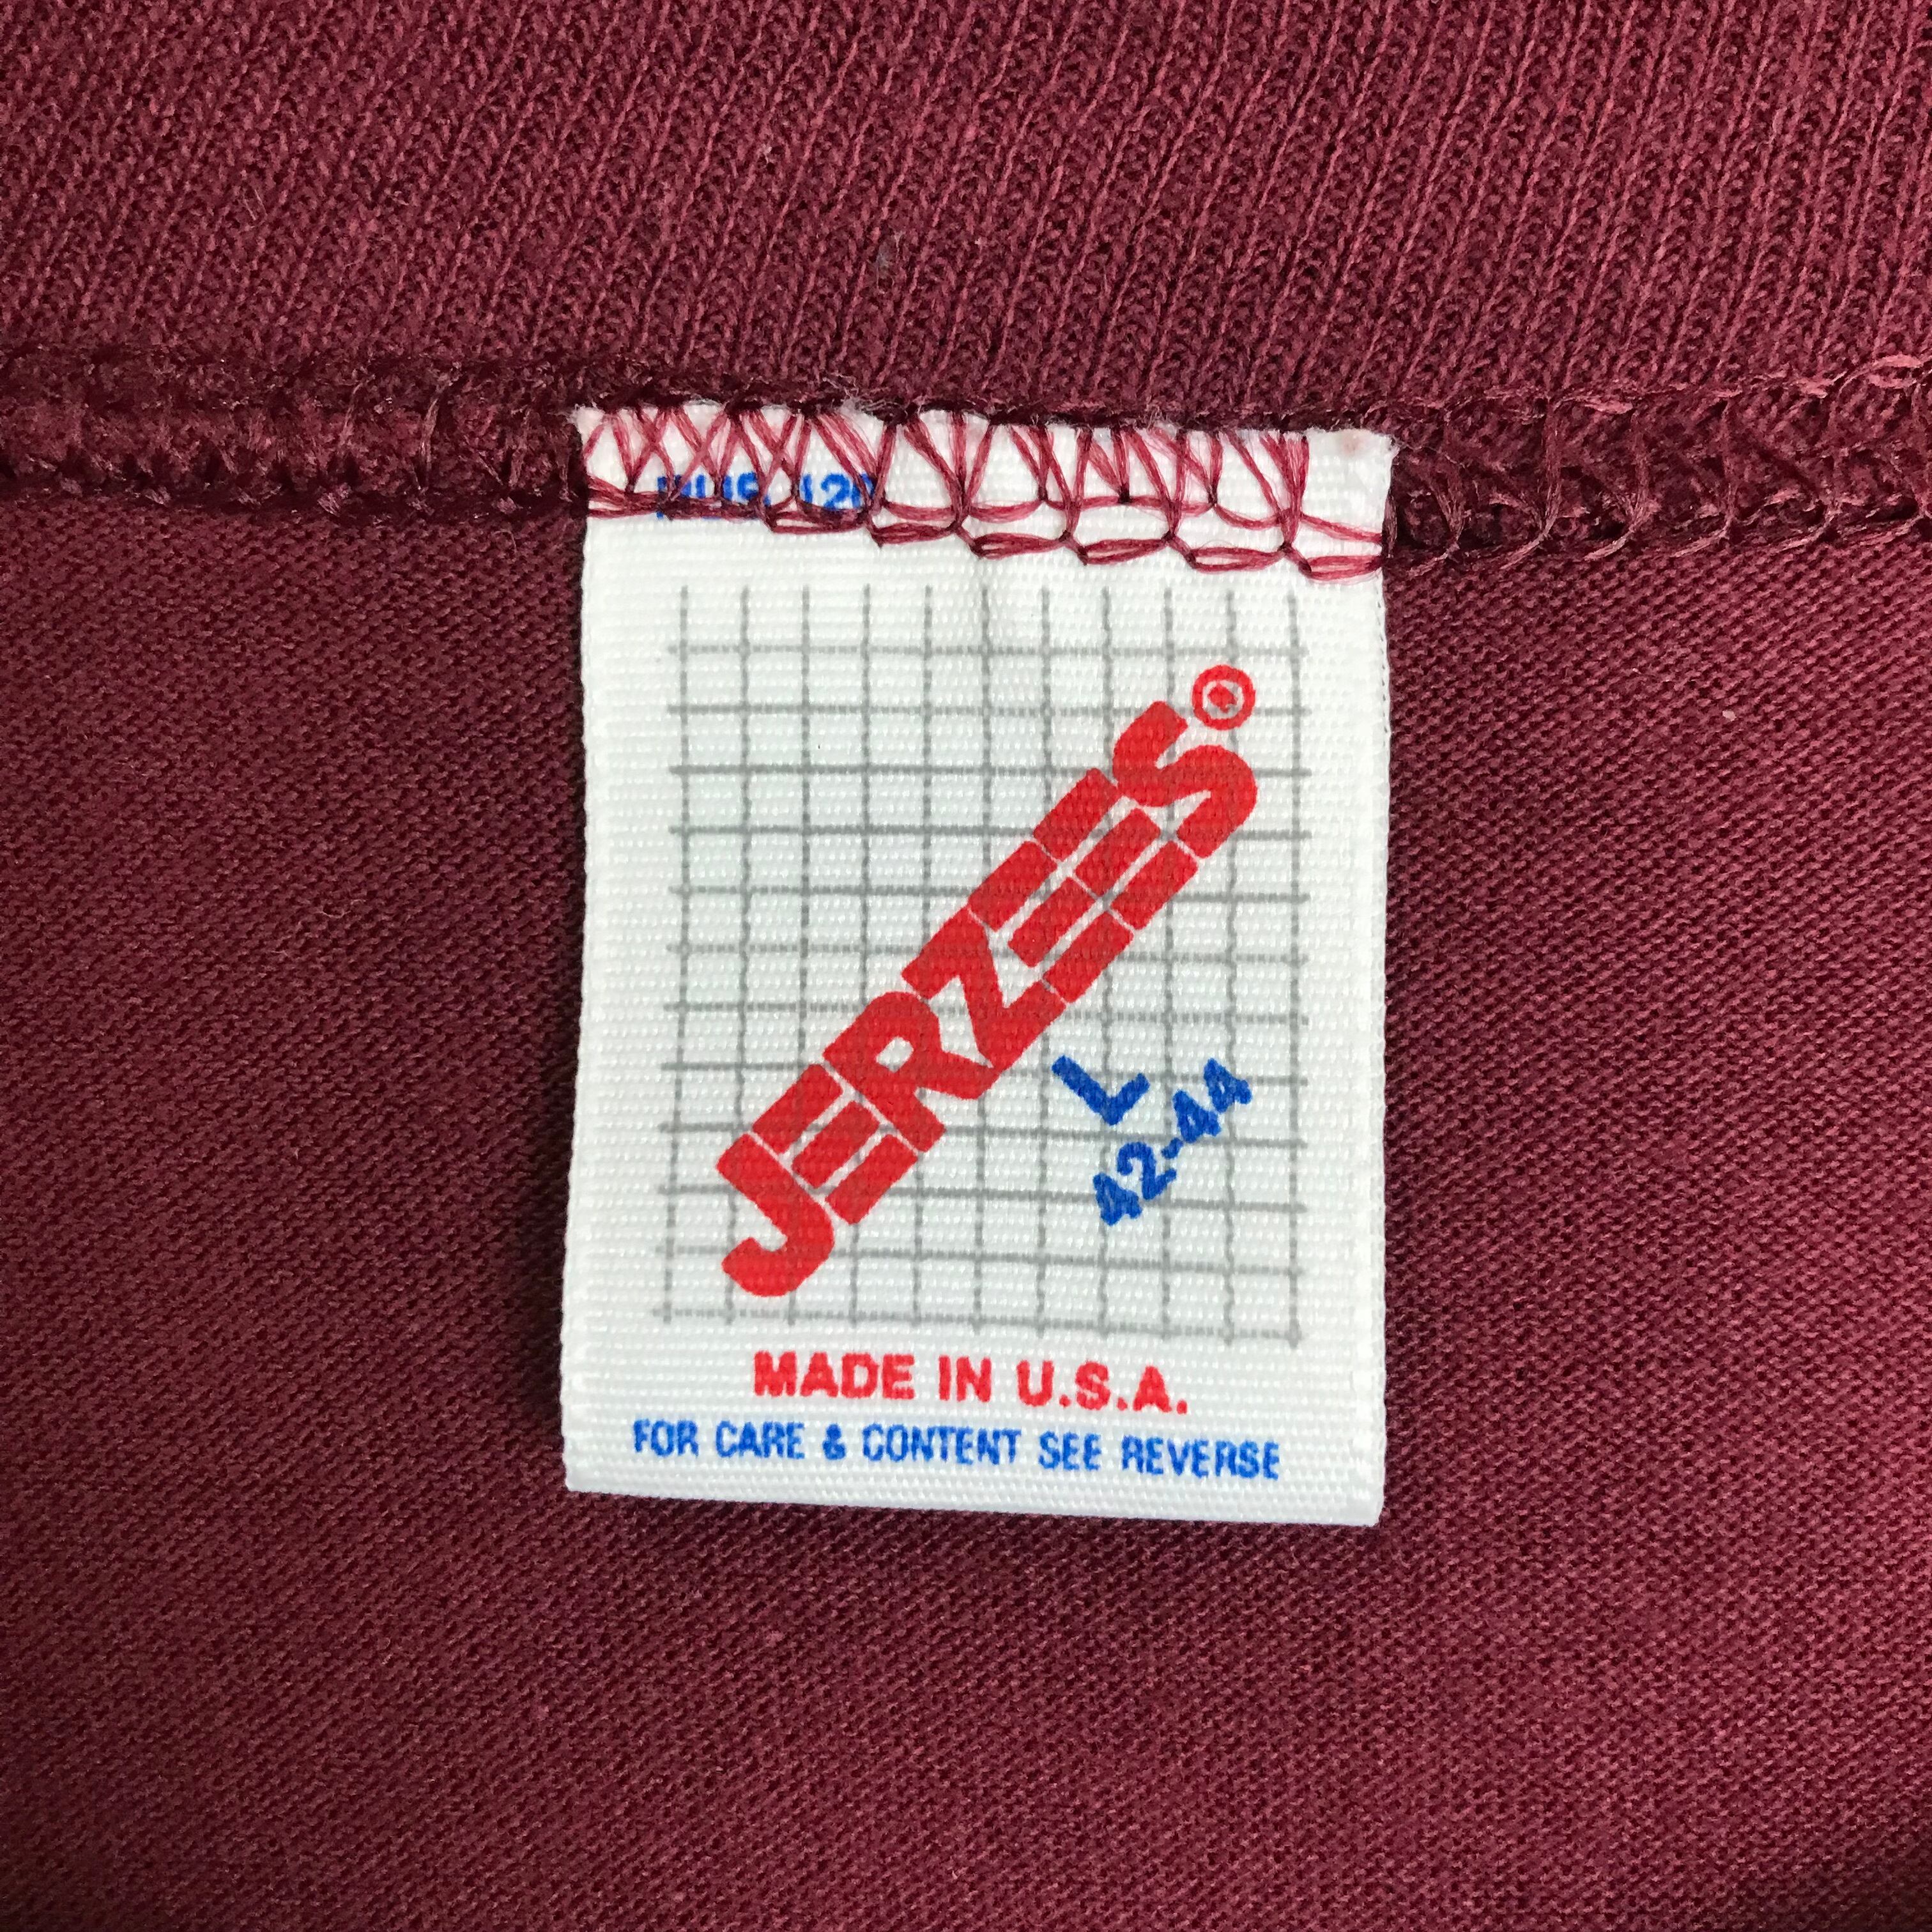 JERZEES®
L
42-44
MADE IN U.S.A.
FOR CARE & CONTENT SEE REVERSE